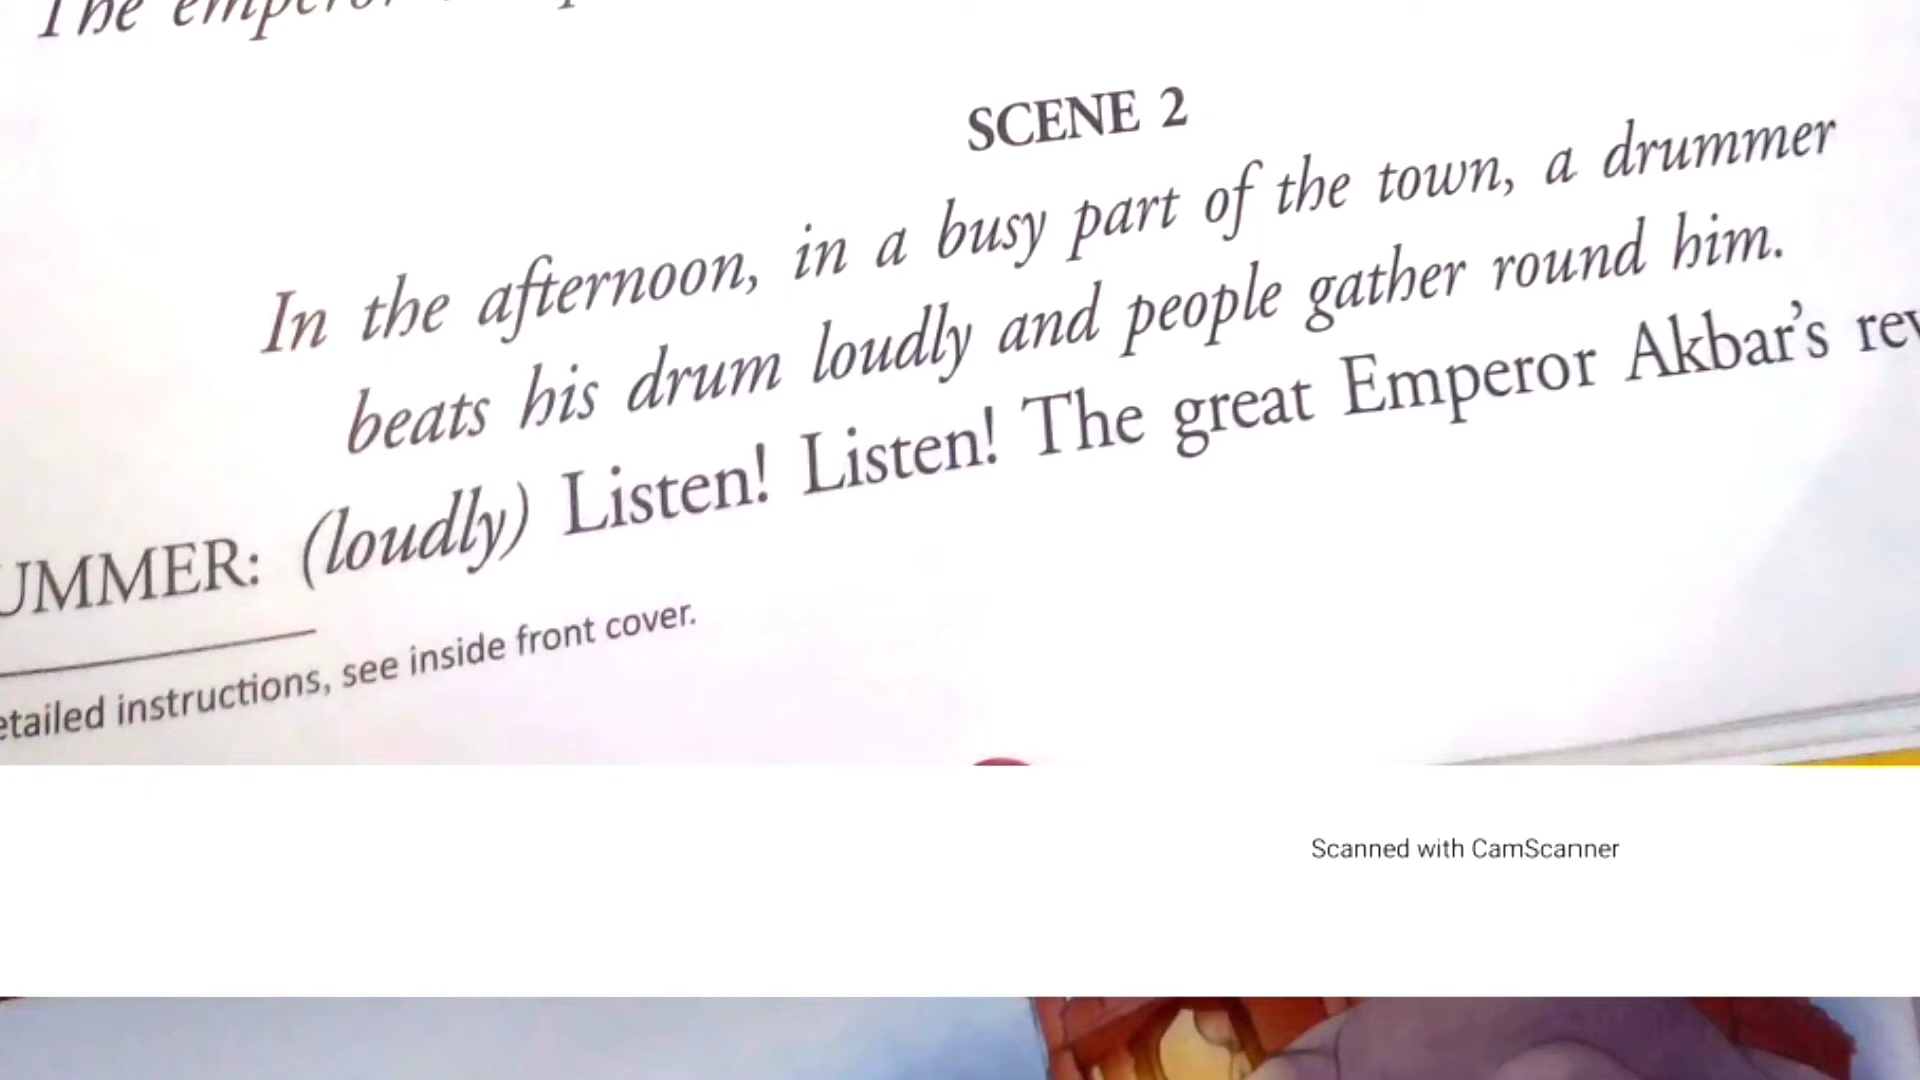 The emperor
SCENE 2
In the afternoon, in a busy part of the town, a drummer
beats his drum loudly and people gather round him.
UMMER: (loudly) Listen! Listen! The great Emperor Akbar's
etailed instructions, see inside front cover.
Scanned with CamScanner